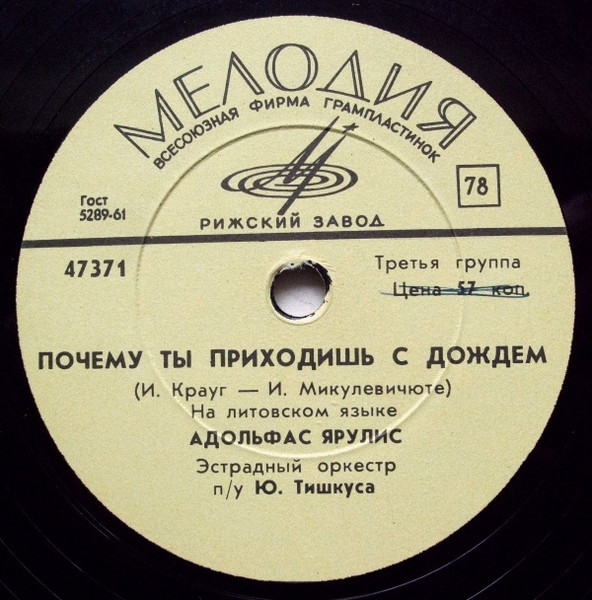 МЕЛОДИЯ
ВСЕСОЮЗНАЯ ФИРМА ГРАМПЛАСТИНОК
Гост
5289-61
78
РИЖСКИЙ ЗАВОД
47371
Третья группа
Цена 57 коп.
ПОЧЕМУ ТЫ ПРИХОДИШЬ С ДОЖДЕМ
(И. Крауг — И. Микулевичюте)
На литовском языке
АДОЛЬФАС ЯРУЛИС
Эстрадный оркестр
п/у Ю. Тишкуса